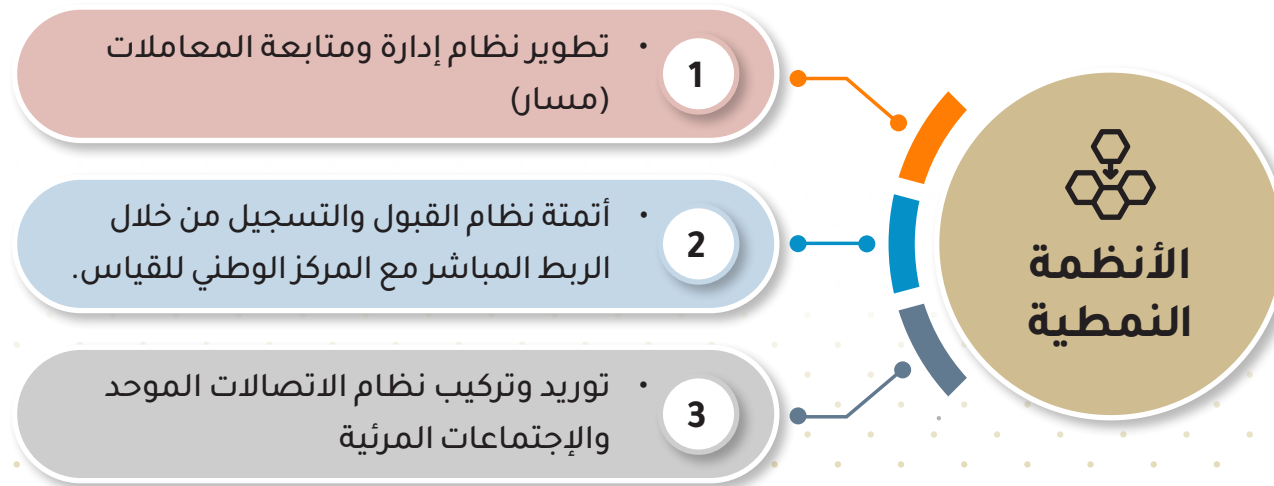 الأنظمة
النمطية
1
• تطوير نظام إدارة ومتابعة المعاملات
(مسار)
2
• أتمتة نظام القبول والتسجيل من خلال
الربط المباشر مع المركز الوطني للقياس.
3
• توريد وتركيب نظام الاتصالات الموحد
والإجتماعات المرئية